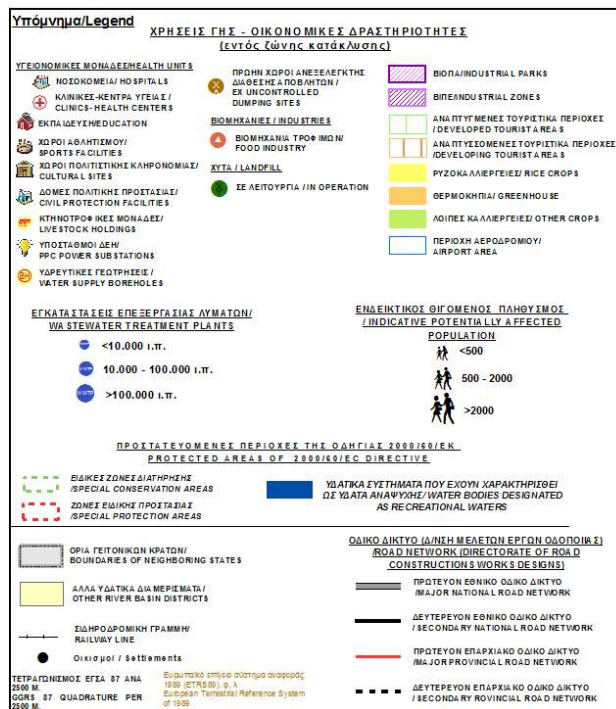 Υπόμνημα/Legend
ΧΡΗΣΕΙΣ ΓΗΣ - ΟΙΚΟΝΟΜΙΚΕΣ ΔΡΑΣΤΗΡΙΟΤΗΤΕΣ
(εντός ζώνης κατάκλυσης)
ΥΓΕΙΟΝΟΜΙΚΕΣ ΜΟΝΑΔΕΣ/HEALTH UNITS
ΝΟΣΟΚΟΜΕΙΑ/ HOSPITALS
ΚΛΙΝΙΚΕΣ-ΚΕΝΤΡΑ ΥΓΕΙΑΣ /
CLINICS- HEALTH CENTERS
ΕΚΠΑΙΔΕΥΣΗ/EDUCATION
ΧΩΡΟΙ ΑΘΛΗΤΙΣΜΟΥ/
SPORTS FACILITIES
ΧΩΡΟΙ ΠΟΛΙΤΙΣΤΙΚΗΣ ΚΛΗΡΟΝΟΜΙΑΣ/
CULTURAL SITES
ΔΟΜΕΣ ΠΟΛΙΤΙΚΗΣ ΠΡΟΣΤΑΣΙΑΣ/
CIVIL PROTECTION FACILITIES
ΚΤΗΝΟΤΡΟΦΙΚΕΣ ΜΟΝΑΔΕΣ/
LIVESTOCK HOLDINGS
ΥΠΟΣΤΑΘΜΟΙ ΔΕΗ/
PPC POWER SUBSTATIONS
ΥΔΡΕΥΤΙΚΕΣ ΓΕΩΤΡΗΣΕΙΣ /
WATER SUPPLY BOREHOLES
ΠΡΩΗΝ ΧΩΡΟΙ ΑΝΕΞΕΛΕΓΚΤΗΣ
ΔΙΑΘΕΣΗΣ ΑΠΟΒΛΗΤΩΝ /
EX UNCONTROLLED
DUMPING SITES
ΒΙΟΜΗΧΑΝΙΕΣ / INDUSTRIES
ΒΙΟΜΗΧΑΝΙΑ ΤΡΟΦΙΜΩΝ/
FOOD INDUSTRY
ΧΥΤΑ / LANDFILL
ΣΕ ΛΕΙΤΟΥΡΓΙΑ / IN OPERATION
ΒΙΟΠΑ/INDUSTRIAL PARKS
ΒΙΠΕ/INDUSTRIAL ZONES
ΑΝΑΠΤΥΓΜΕΝΕΣ ΤΟΥΡΙΣΤΙΚΑ ΠΕΡΙΟΧΕΣ
/DEVELOPED TOURIST AREAS
ΑΝΑΠΤΥΣΣΟΜΕΝΕΣ ΤΟΥΡΙΣΤΙΚΑ ΠΕΡΙΟΧΕΣ
/DEVELOPING TOURIST AREAS
ΡΥΖΟΚΑΛΛΙΕΡΓΕΙΕΣ/ RICE CROPS
ΘΕΡΜΟΚΗΠΙΑ/ GREENHOUSE
ΛΟΙΠΕΣ ΚΑΛΛΙΕΡΓΕΙΕΣ/ OTHER CROPS
ΠΕΡΙΟΧΗ ΑΕΡΟΔΡΟΜΙΟΥ/
AIRPORT AREA
ΕΓΚΑΤΑΣΤΑΣΕΙΣ ΕΠΕΞΕΡΓΑΣΙΑΣ ΛΥΜΑΤΩΝ/
WASTEWATER TREATMENT PLANTS
<10.000 ι.π.
10.000 - 100.000 ι.π.
>100.000 ι.π.
ΕΝΔΕΙΚΤΙΚΟΣ ΘΙΓΟΜΕΝΟΣ ΠΛΗΘΥΣΜΟΣ
/ INDICATIVE POTENTIALLY AFFECTED
POPULATION
<500
500 - 2000
>2000
ΠΡΟΣΤΑΤΕΥΟΜΕΝΕΣ ΠΕΡΙΟΧΕΣ ΤΗΣ ΟΔΗΓΙΑΣ 2000/60/ΕΚ
PROTECTED AREAS OF 2000/60/EC DIRECTIVE
ΕΙΔΙΚΕΣ ΖΩΝΕΣ ΔΙΑΤΗΡΗΣΗΣ
/SPECIAL CONSERVATION AREAS
ΖΩΝΕΣ ΕΙΔΙΚΗΣ ΠΡΟΣΤΑΣΙΑΣ
/SPECIAL PROTECTION AREAS
ΥΔΑΤΙΚΑ ΣΥΣΤΗΜΑΤΑ ΠΟΥ ΕΧΟΥΝ ΧΑΡΑΚΤΗΡΙΣΘΕΙ
ΩΣ ΥΔΑΤΑ ΑΝΑΨΥΧΗΣ/ WATER BODIES DESIGNATED
AS RECREATIONAL WATERS
ΟΡΙΑ ΓΕΙΤΟΝΙΚΩΝ ΚΡΑΤΩΝ/
BOUNDARIES OF NEIGHBORING STATES
ΑΛΛΑ ΥΔΑΤΙΚΑ ΔΙΑΜΕΡΙΣΜΑΤΑ/
OTHER RIVER BASIN DISTRICTS
ΣΙΔΗΡΟΔΡΟΜΙΚΗ ΓΡΑΜΜΗ/
RAILWAY LINE
Οικισμοί / Settlements
ΤΕΤΡΑΓΩΝΙΣΜΟΣ ΕΓΣΑ 87 ΑΝΑ
2500 Μ.
GGRS 87 QUADRATURE PER
2500 M.
Ευρωπαϊκό επίγειο σύστημα αναφοράς
1989 (ETRS89), φ, λ
European Terrestrial Reference System
of 1989
ΟΔΙΚΟ ΔΙΚΤΥΟ (Δ/ΝΣΗ ΜΕΛΕΤΩΝ ΕΡΓΩΝ ΟΔΟΠΟΙΙΑΣ)
/ROAD NETWORK (DIRECTORATE OF ROAD
CONSTRUCTIONS WORKS DESIGNS)
ΠΡΩΤΕΥΟΝ ΕΘΝΙΚΟ ΟΔΙΚΟ ΔΙΚΤΥΟ
/MAJOR NATIONAL ROAD NETWORK
ΔΕΥΤΕΡΕΥΟΝ ΕΘΝΙΚΟ ΟΔΙΚΟ ΔΙΚΤΥΟ
/ SECONDARY NATIONAL ROAD NETWORK
ΠΡΩΤΕΥΟΝ ΕΠΑΡΧΙΑΚΟ ΟΔΙΚΟ ΔΙΚΤΥΟ
/MAJOR PROVINCIAL ROAD NETWORK
ΔΕΥΤΕΡΕΥΟΝ ΕΠΑΡΧΙΑΚΟ ΟΔΙΚΟ ΔΙΚΤΥΟ
/ SECONDARY ROVINCIAL ROAD NETWORK